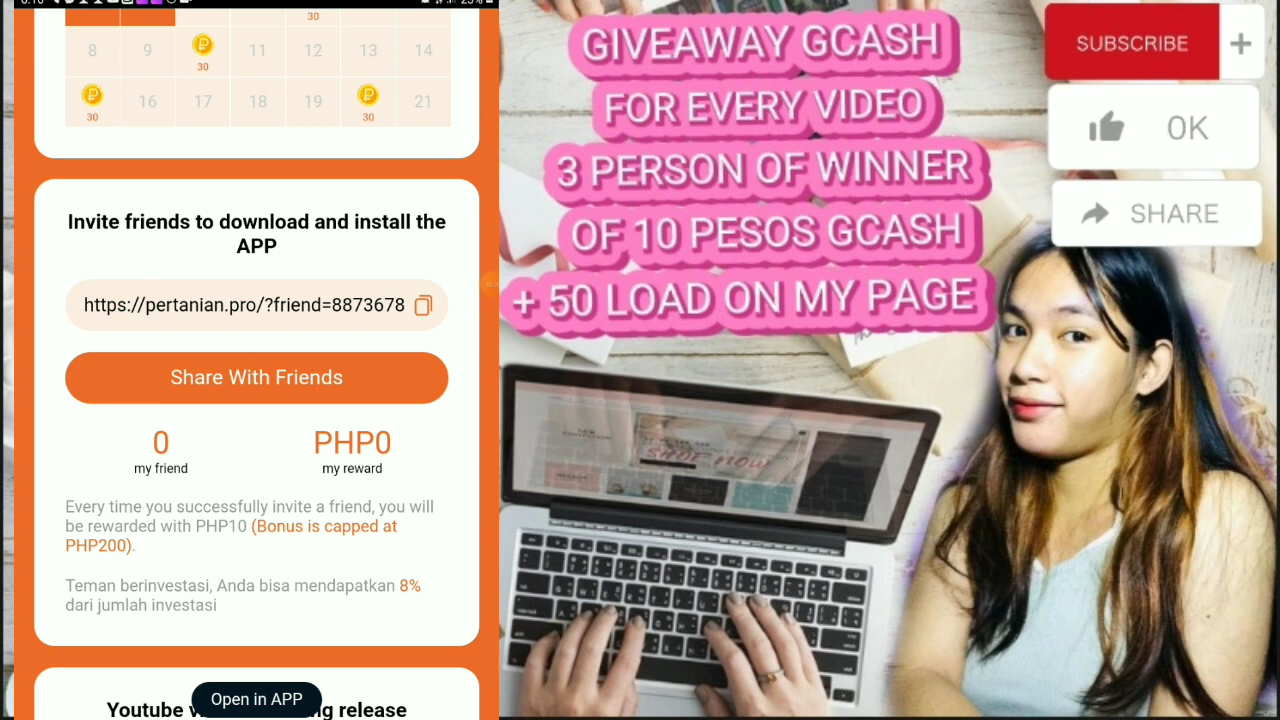 30
8 9 11 12 13 14
30
16 17 18 19 21
30 30
Invite friends to download and install the
APP
https://pertanian.pro/?friend=8873678
Share With Friends
0 PHP0
my friend my reward
Every time you successfully invite a friend, you will
be rewarded with PHP10 (Bonus is capped at
PHP200).
Teman berinvestasi, Anda bisa mendapatkan 8%
dari jumlah investasi
Open in APP
Youtube release
GIVEAWAY GCASH
FOR EVERY VIDEO
3 PERSON OF WINNER
OF 10 PESOS GCASH
+ 50 LOAD ON MY PAGE
SUBSCRIBE +
0K
SHARE
SHOP NOW